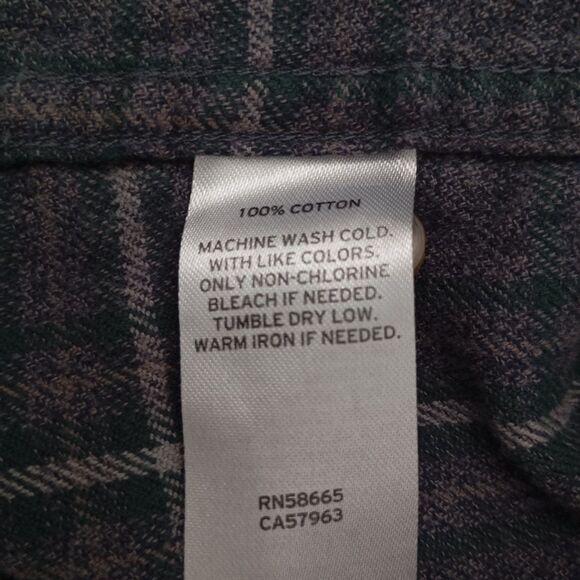 100% COTTON
MACHINE WASH COLD.
WITH LIKE COLORS.
ONLY NON-CHLORINE
BLEACH IF NEEDED.
TUMBLE DRY LOW.
WARM IRON IF NEEDED.
RN58665
CA57963